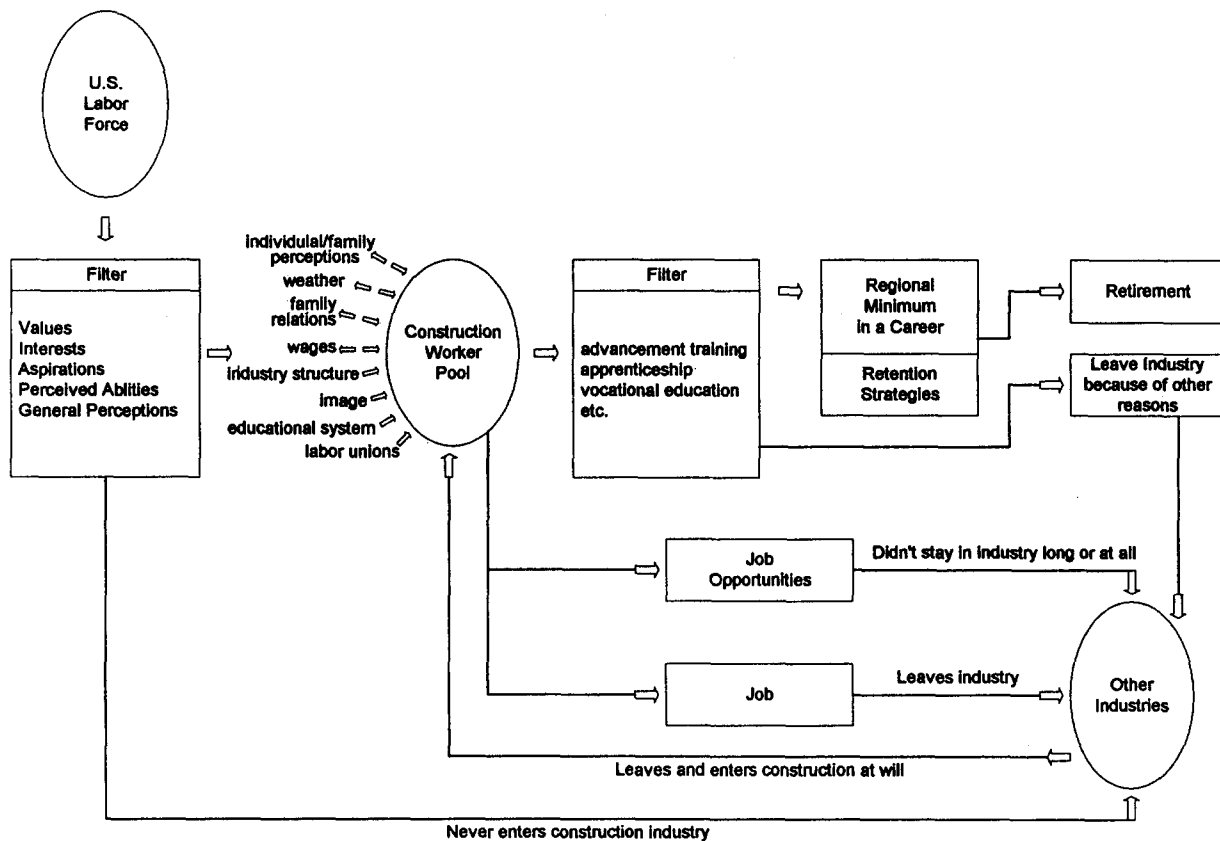 U.S.
Labor
Force
Filter
Values
Interests
Aspirations
Perceived Ablities
General Perceptions
individulal/family
perceptions
weather
family
relations
wages
industry structure
image
educational system
labor unions
Construction
Worker
Pool
Filter
advancement training
apprenticeship
vocational education
etc.
Regional
Minimum
in a Career
Retention
Strategies
Retirement
Leave Industry
because of other
reasons
Job
Opportunities
Didn't stay in industry long or at all
Job
Leaves industry
Other
Industries
Leaves and enters construction at will
Never enters construction industry